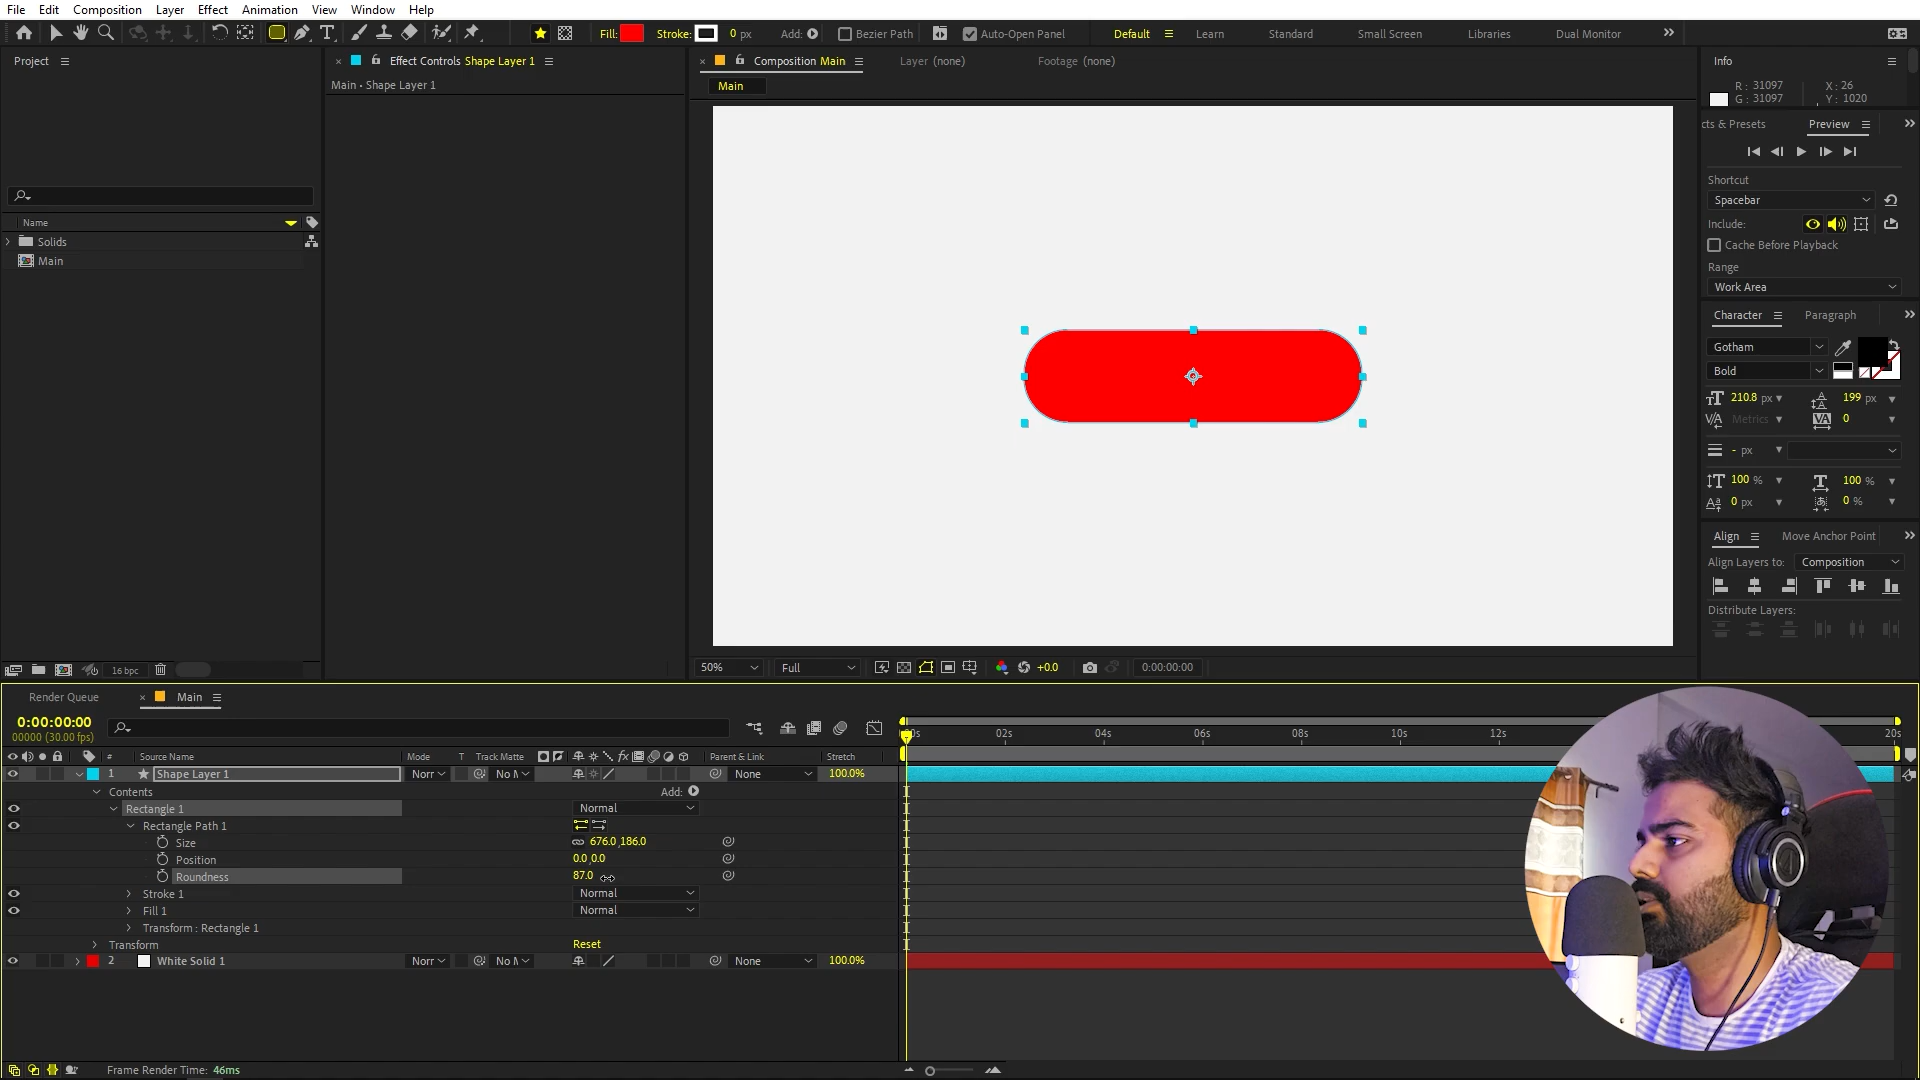 File Edit Composition Layer Effect Animation View Window Help
Fill: Stroke: 0 px Add: Bezier Path Auto-Open Panel Default Learn Standard Small Screen Libraries Dual Monitor
Project
Effect Controls Shape Layer 1
Main • Shape Layer 1
Composition Main Layer (none) Footage (none)
Main
Info
R : 31097 X : 26
G : 31097 Y : 1020
cts & Presets Preview
Shortcut
Spacebar
Include:
Cache Before Playback
Range
Work Area
Name
Solids
Main
Character Paragraph
Gotham
Bold
210.8 px 199 px
Metrics 0
- px
100 % 100 %
0 px 0 %
Align Move Anchor Point
Align Layers to: Composition
Distribute Layers:
16 bpc
50% Full +0.0 0:00:00:00
Render Queue Main
0:00:00:00
00000 (30.00 fps)
02s 04s 06s 08s 10s 12s 20s
# Source Name Mode T Track Matte Parent & Link Stretch
1 Shape Layer 1 Norr No M None 100.0%
Contents Add:
Rectangle 1 Normal
Rectangle Path 1
Size 676.0,186.0
Position 0.0,0.0
Roundness 87.0
Stroke 1 Normal
Fill 1 Normal
Transform : Rectangle 1
Transform Reset
2 White Solid 1 Norr No M None 100.0%
Frame Render Time: 46ms